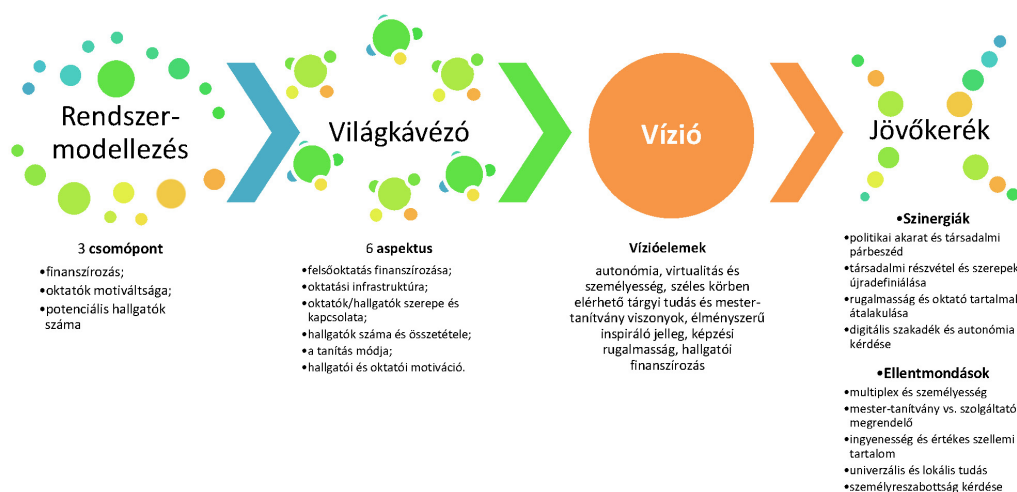 Rendszer-
modellezés
3 csomópont
•finanszírozás;
•oktatók motiváltsága;
•potenciális hallgatók
száma
Világkávézó
6 aspektus
•felsőoktatás finanszírozása;
•oktatási infrastruktúra;
•oktatók/hallgatók szerepe és
kapcsolata;
•hallgatók száma és összetétele;
•a tanítás módja;
•hallgatói és oktatói motiváció.
Vízió
Vízióelemek
autonómia, virtualitás és
személyesség, széles körben
elérhető tárgyi tudás és mester-
tanítvány viszonyok, élményszerű
inspiráló jelleg, képzési
rugalmasság, hallgatói
finanszírozás
Jövőkerék
•Szinergiák
•politikai akarat és társadalmi
párbeszéd
•társadalmi részvétel és szerepek
újradefiniálása
•rugalmasság és oktató tartalmak
átalakulása
•digitális szakadék és autonómia
kérdése
•Ellentmondások
•multiplex és személyesség
•mester-tanítvány vs. szolgáltató
megrendelő
•ingyenesség és értékes szellemi
tartalom
•univerzális és lokális tudás
•személyreszabottság kérdése